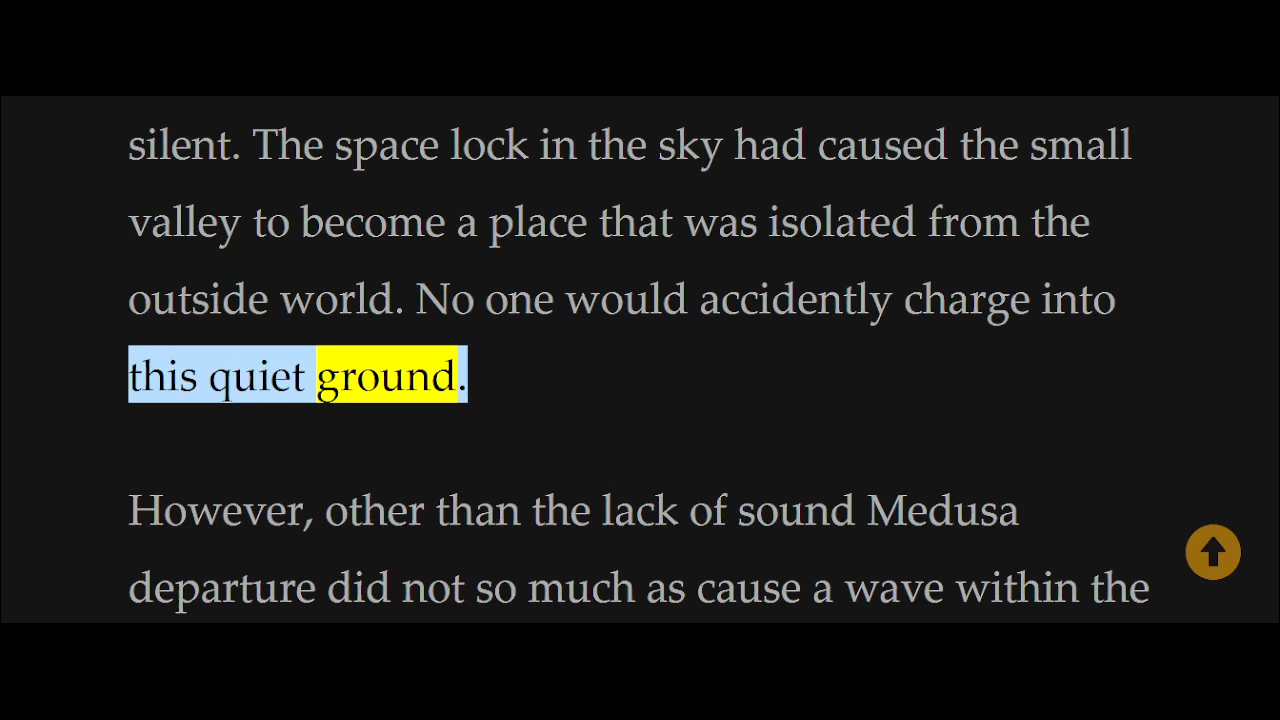 silent. The space lock in the sky had caused the small
valley to become a place that was isolated from the
outside world. No one would accidently charge into
this quiet ground.
However, other than the lack of sound Medusa
departure did not so much as cause a wave within the